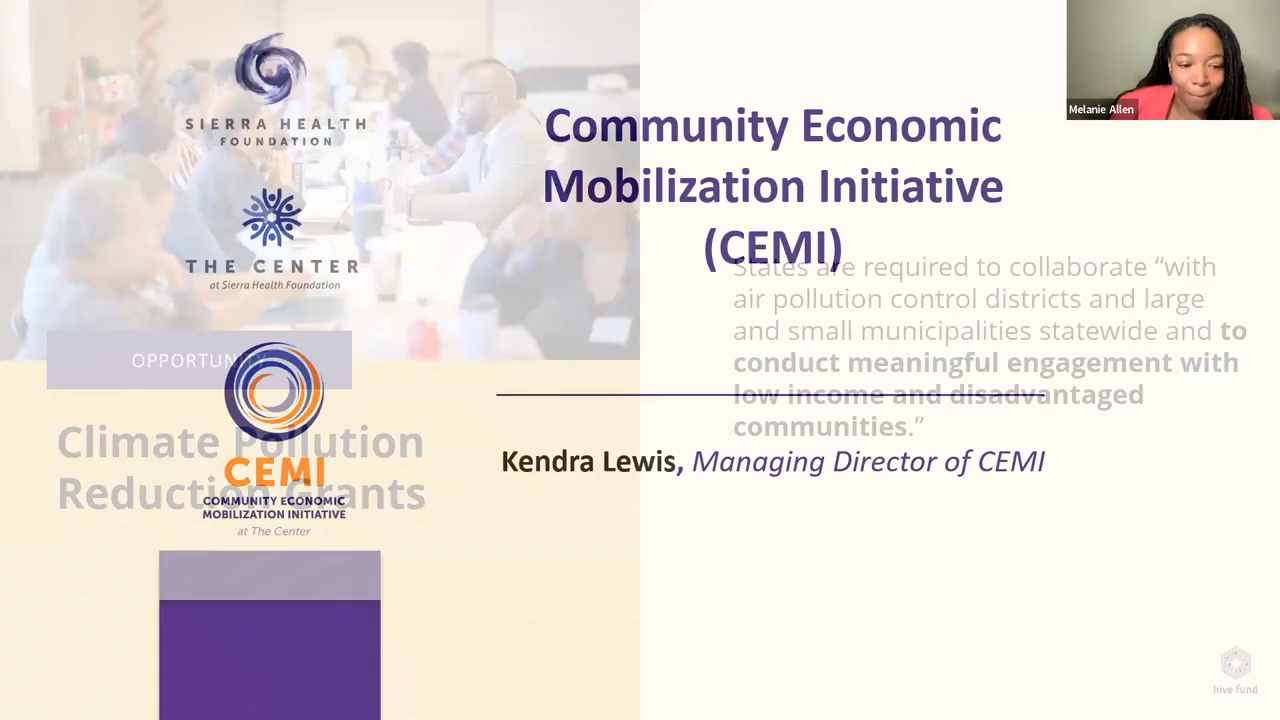 SIERRA HEALTH
FOUNDATION
THE CENTER
at Sierra Health Foundation
OPPORTUNITY
Climate Pollution
Reduction Grants
CEMI
COMMUNITY ECONOMIC
MOBILIZATION INITIATIVE
at The Center
Community Economic
Mobilization Initiative
(CEMI)
States are required to collaborate “with
air pollution control districts and large
and small municipalities statewide and to
conduct meaningful engagement with
low income and disadvantaged
communities.”
Kendra Lewis, Managing Director of CEMI
Melanie Allen
hive fund